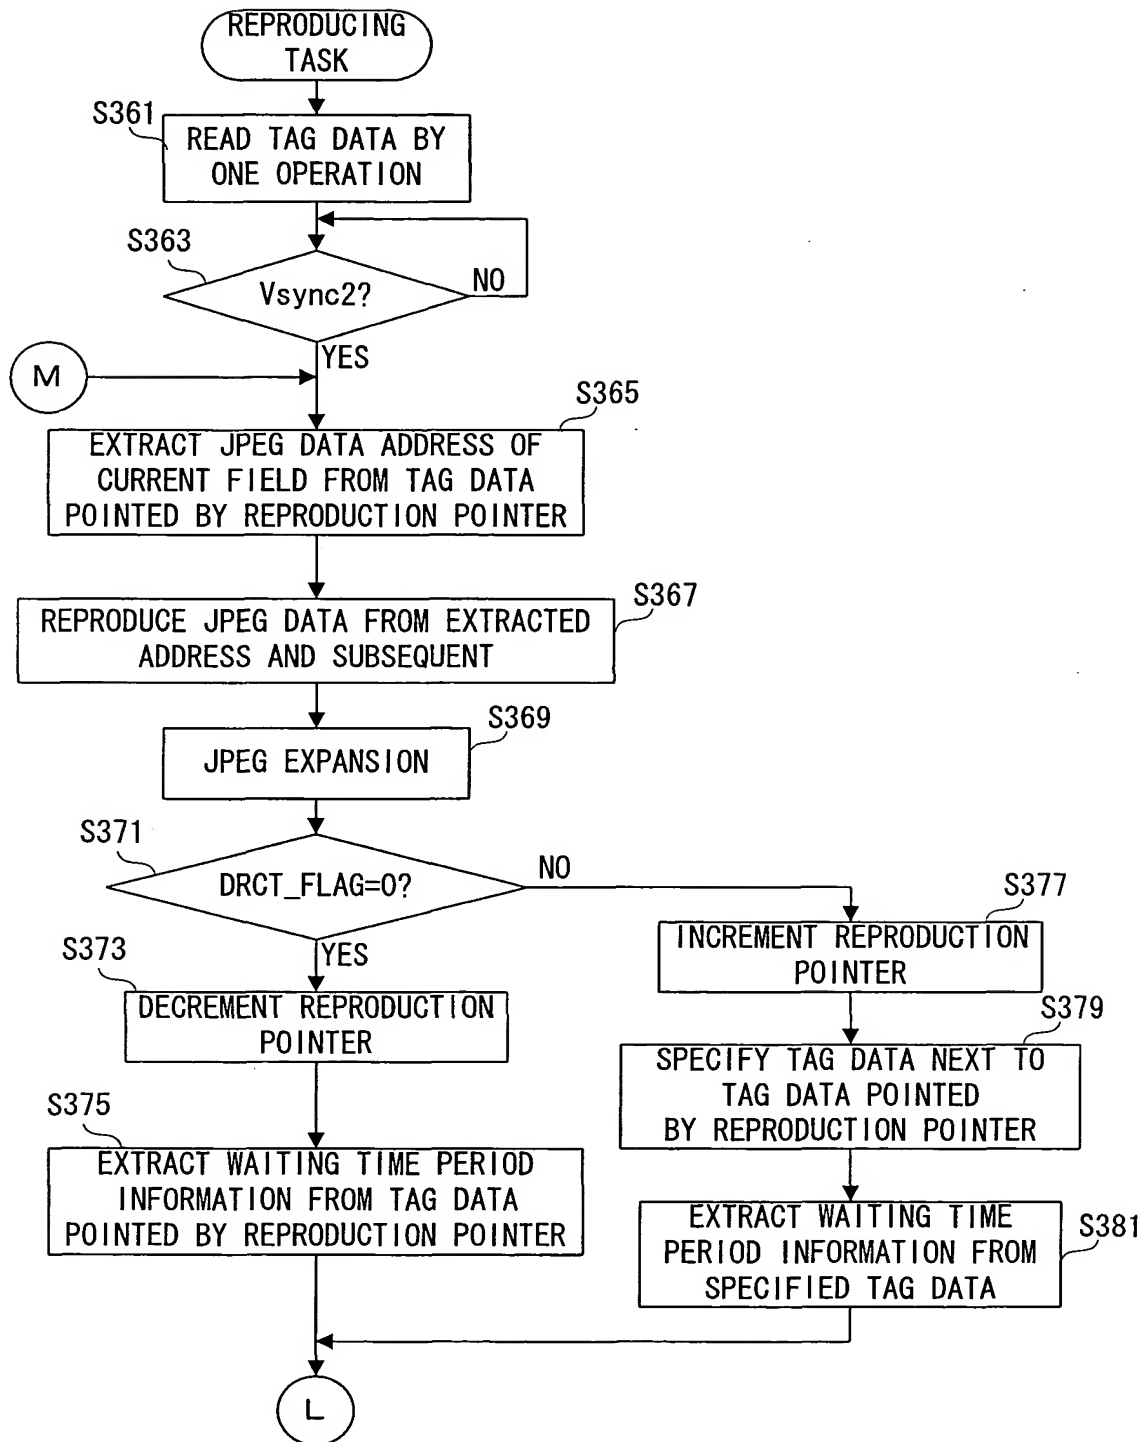 REPRODUCING
TASK
S361
READ TAG DATA BY
ONE OPERATION
S363
Vsync2?
NO
YES
M
S365
EXTRACT JPEG DATA ADDRESS OF
CURRENT FIELD FROM TAG DATA
POINTED BY REPRODUCTION POINTER
S367
REPRODUCE JPEG DATA FROM EXTRACTED
ADDRESS AND SUBSEQUENT
S369
JPEG EXPANSION
S371
DRCT_FLAG=0?
NO
YES
S373
DECREMENT REPRODUCTION
POINTER
S375
EXTRACT WAITING TIME PERIOD
INFORMATION FROM TAG DATA
POINTED BY REPRODUCTION POINTER
S377
INCREMENT REPRODUCTION
POINTER
S379
SPECIFY TAG DATA NEXT TO
TAG DATA POINTED
BY REPRODUCTION POINTER
EXTRACT WAITING TIME
PERIOD INFORMATION FROM
SPECIFIED TAG DATA
S381
L